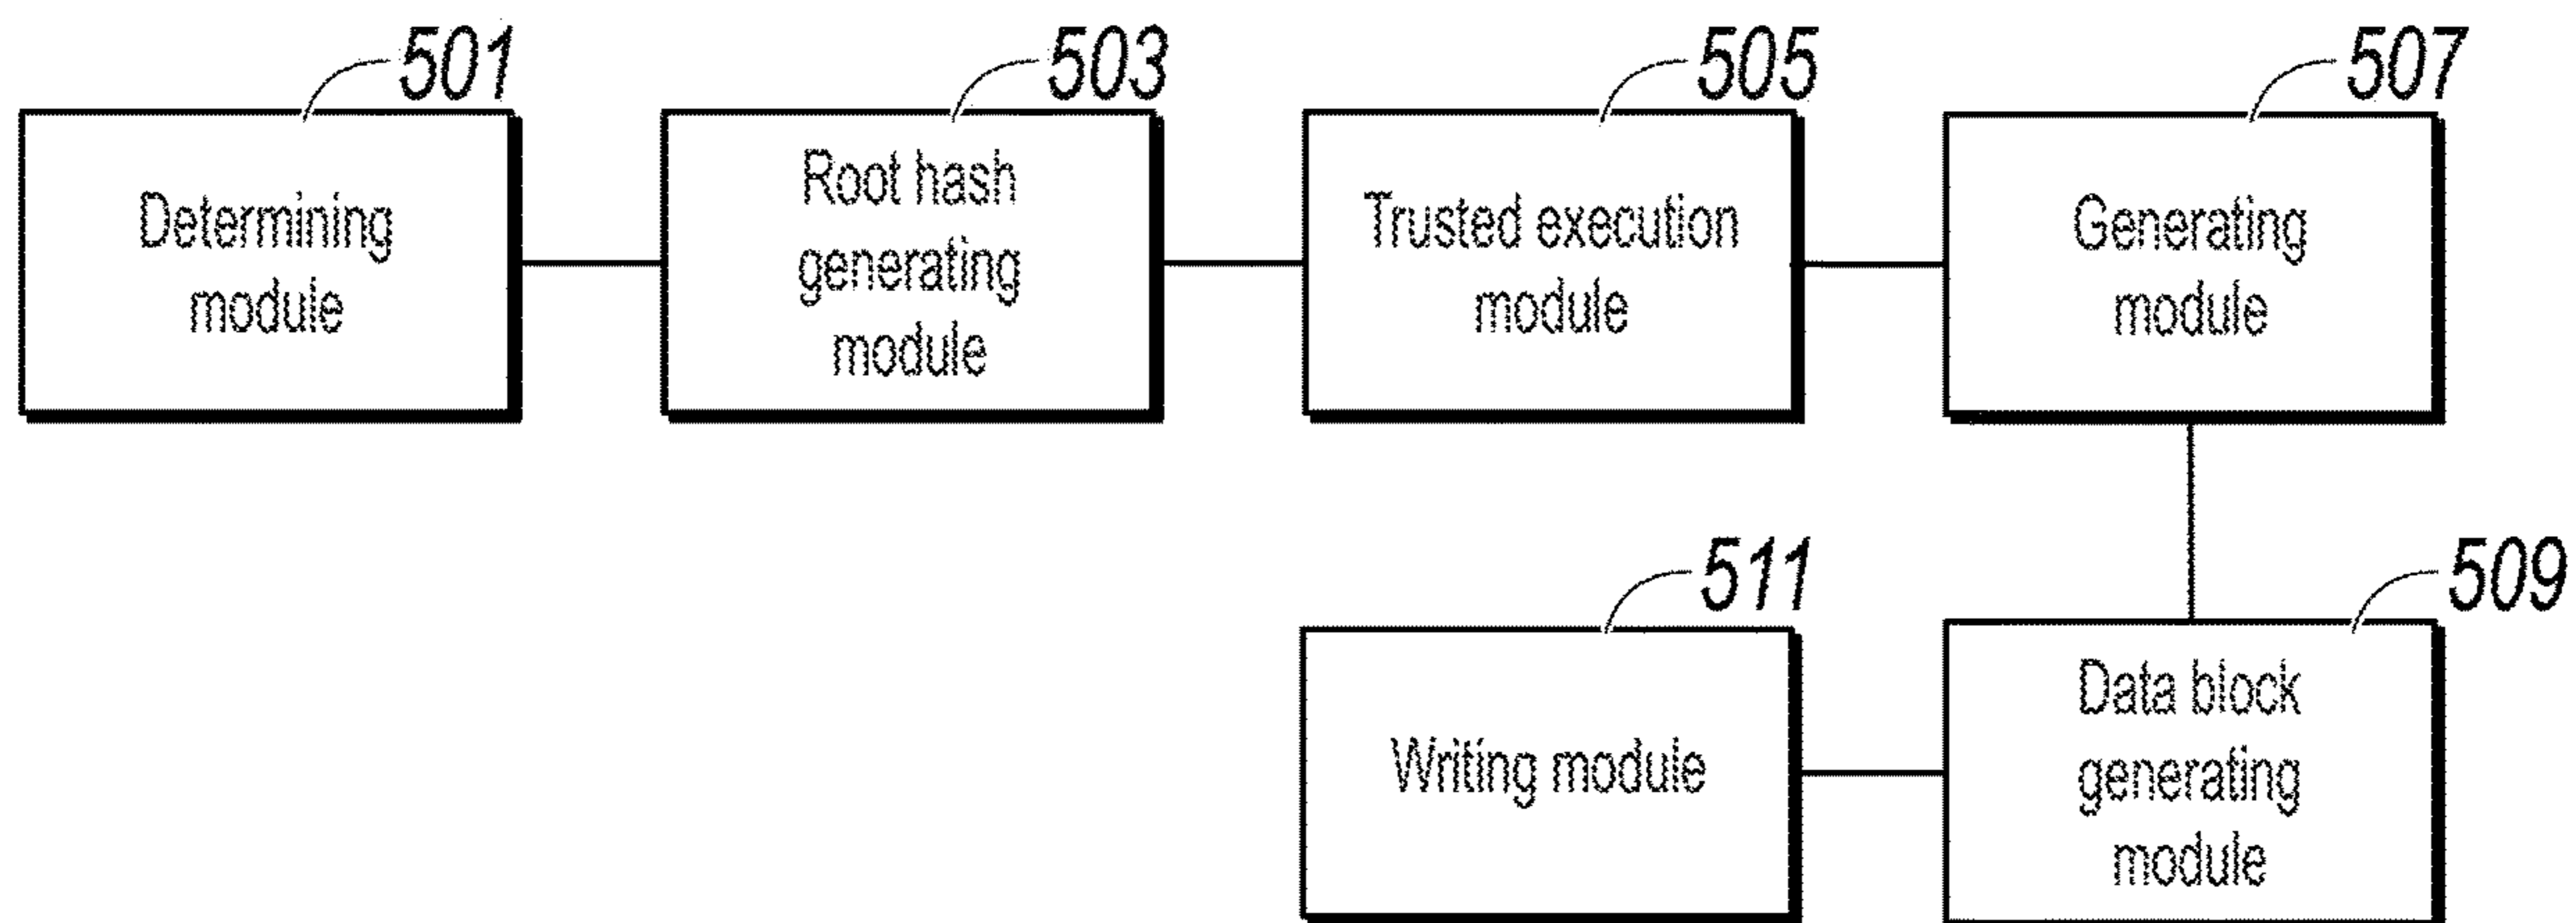 501
503
505
507
Determining
module
Root hash
generating
module
Trusted execution
module
Generating
module
511
509
Writing module
Data block
generating
module